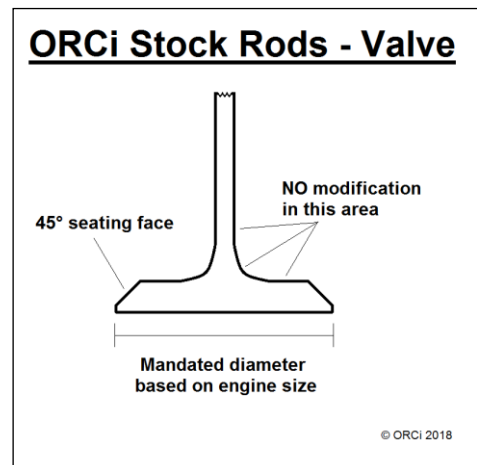 ORCi Stock Rods - Valve
NO modification
in this area
45° seating face
Mandated diameter
based on engine size
© ORCi 2018